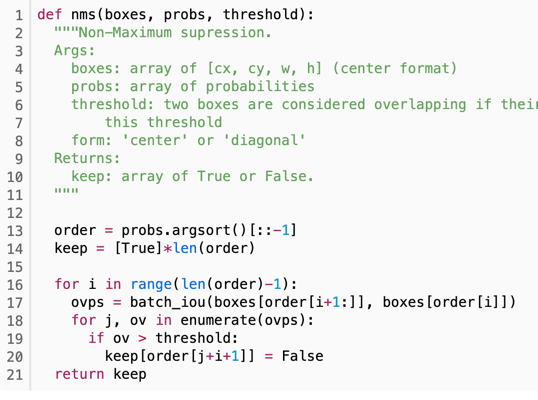 1 def nms(boxes, probs, threshold):
2   """Non-Maximum supression.
3   Args:
4     boxes: array of [cx, cy, w, h] (center format)
5     probs: array of probabilities
6     threshold: two boxes are considered overlapping if their
7         this threshold
8     form: 'center' or 'diagonal'
9   Returns:
10     keep: array of True or False.
11   """
12
13   order = probs.argsort()[::-1]
14   keep = [True]*len(order)
15
16   for i in range(len(order)-1):
17     ovps = batch_iou(boxes[order[i+1:]], boxes[order[i]])
18     for j, ov in enumerate(ovps):
19       if ov > threshold:
20         keep[order[j+i+1]] = False
21   return keep